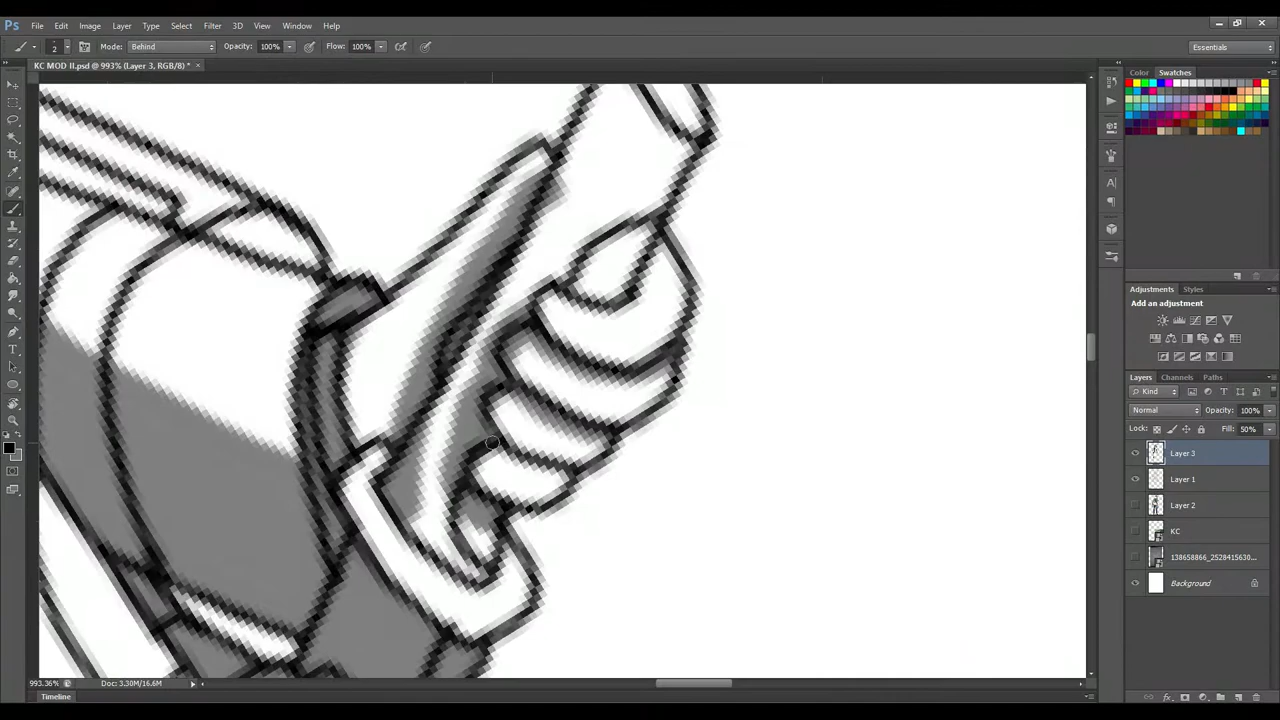 Ps File Edit Image Layer Type Select Filter 3D View Window Help
2 Mode: Behind Opacity: 100% Flow: 100% Essentials
KC MOD II.psd @ 993% (Layer 3, RGB/8) * ×
Color Swatches
Adjustments Styles
Add an adjustment
Layers Channels Paths
Kind
Normal Opacity: 100%
Lock: Fill: 50%
Layer 3
Layer 1
Layer 2
KC
138658866_2528415630...
Background
993.36% Doc: 3.30M/16.6M
Timeline